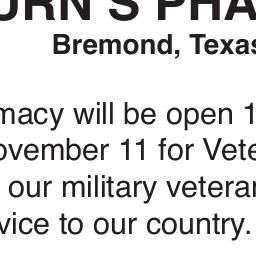 URN'S PHA
Bremond, Texas
macy will be open 1
ovember 11 for Vete
our military veteran
vice to our country.